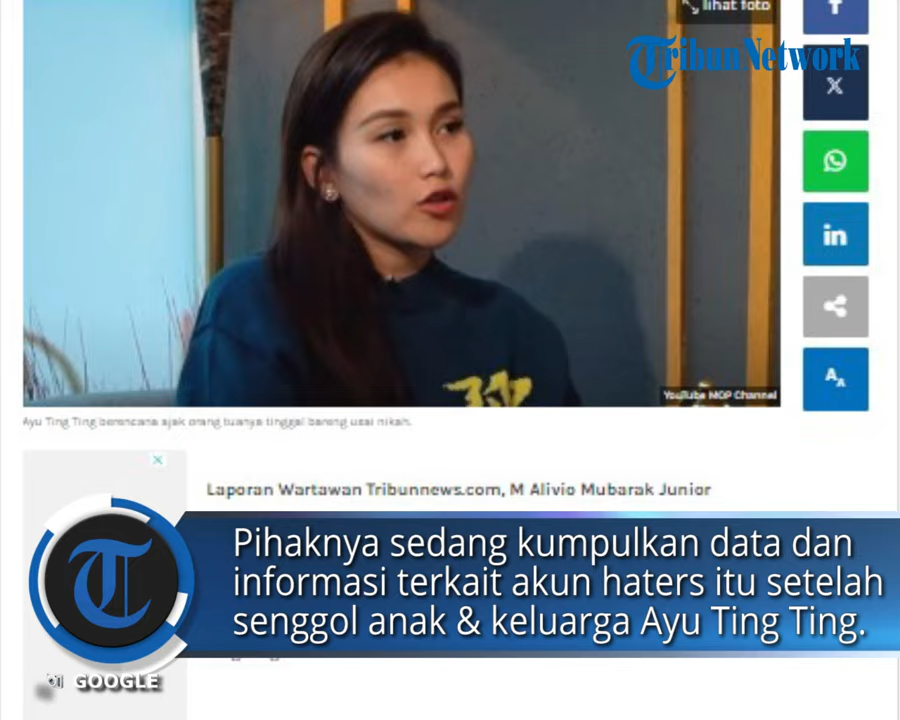 lihat foto
Tribun Network
YouTube MOP Channel
Ayu Ting Ting berencana ajak orang tuanya tinggal bareng usai nikah.
Laporan Wartawan Tribunnews.com, M Alivio Mubarak Junior
Pihaknya sedang kumpulkan data dan
informasi terkait akun haters itu setelah
senggol anak & keluarga Ayu Ting Ting.
GOOGLE